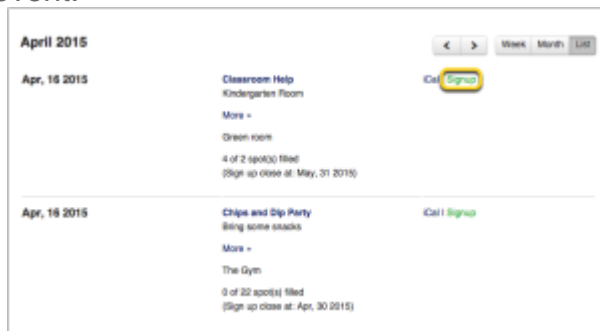 event.
April 2015
< > Week Month List
Apr, 16 2015
Classroom Help
iCal | Signup
Kindergarten Room
More »
Green room
4 of 2 spot(s) filled
(Sign up close at: May, 31 2015)
Apr, 16 2015
Chips and Dip Party
iCal | Signup
Bring some snacks
More »
The Gym
0 of 22 spot(s) filled
(Sign up close at: Apr, 30 2015)